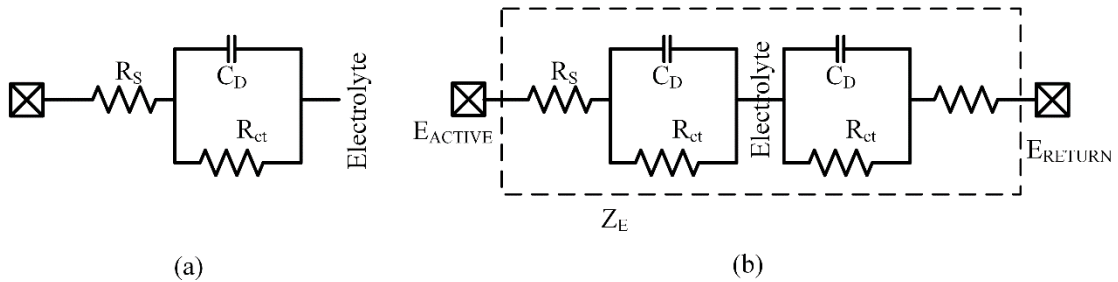 R_S
C_D
R_ct
Electrolyte
(a)
E_ACTIVE
R_S
C_D
R_ct
Electrolyte
C_D
R_ct
E_RETURN
Z_E
(b)